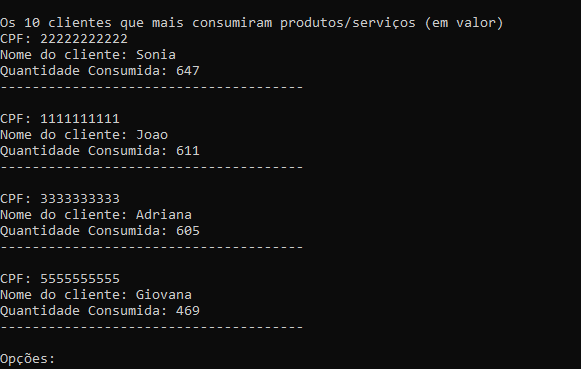 Os 10 clientes que mais consumiram produtos/serviços (em valor)
CPF: 22222222222
Nome do cliente: Sonia
Quantidade Consumida: 647
--------------------------------------
CPF: 1111111111
Nome do cliente: Joao
Quantidade Consumida: 611
--------------------------------------
CPF: 3333333333
Nome do cliente: Adriana
Quantidade Consumida: 605
--------------------------------------
CPF: 5555555555
Nome do cliente: Giovana
Quantidade Consumida: 469
--------------------------------------
Opções: